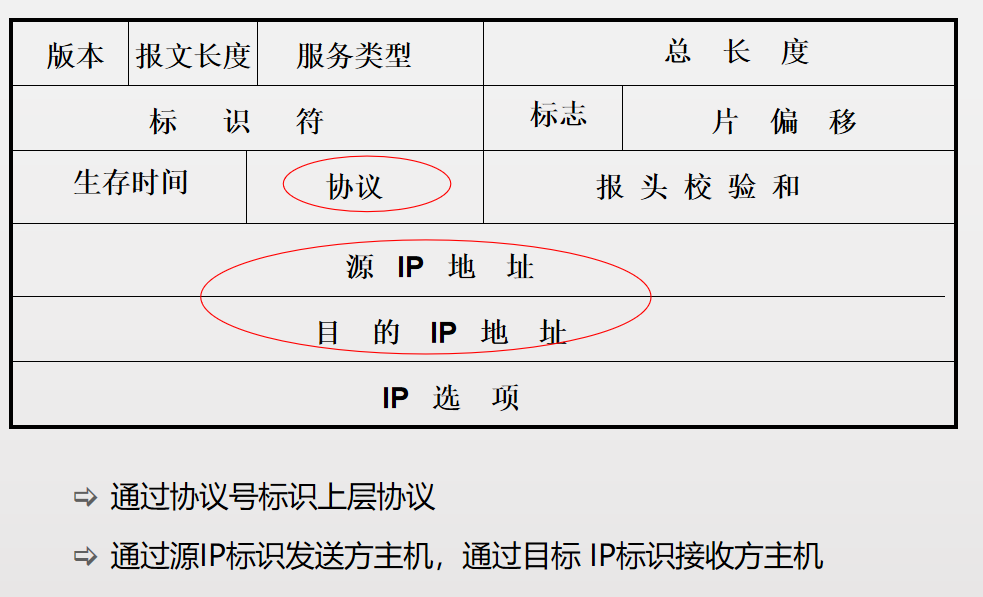 版本 报文长度 服务类型 总 长 度
标 识 符 标志 片 偏 移
生存时间 协议 报 头 校 验 和
源 IP 地 址
目 的 IP 地 址
IP 选 项
⇨ 通过协议号标识上层协议
⇨ 通过源IP标识发送方主机，通过目标 IP标识接收方主机